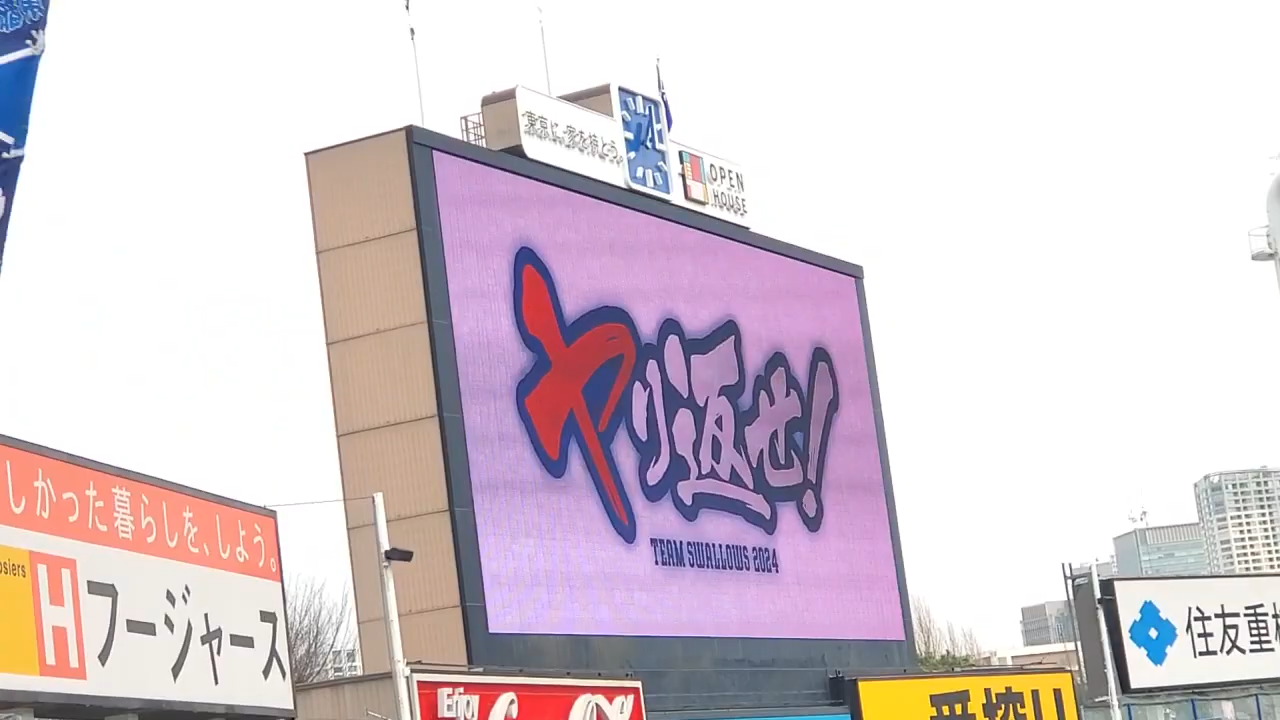 東京に、家を持とう。
OPEN
HOUSE
ヤり返せ!
TEAM SWALLOWS 2024
しかった暮らしを、しよう。
osiers
H フージャース
Enjoy
住友重機